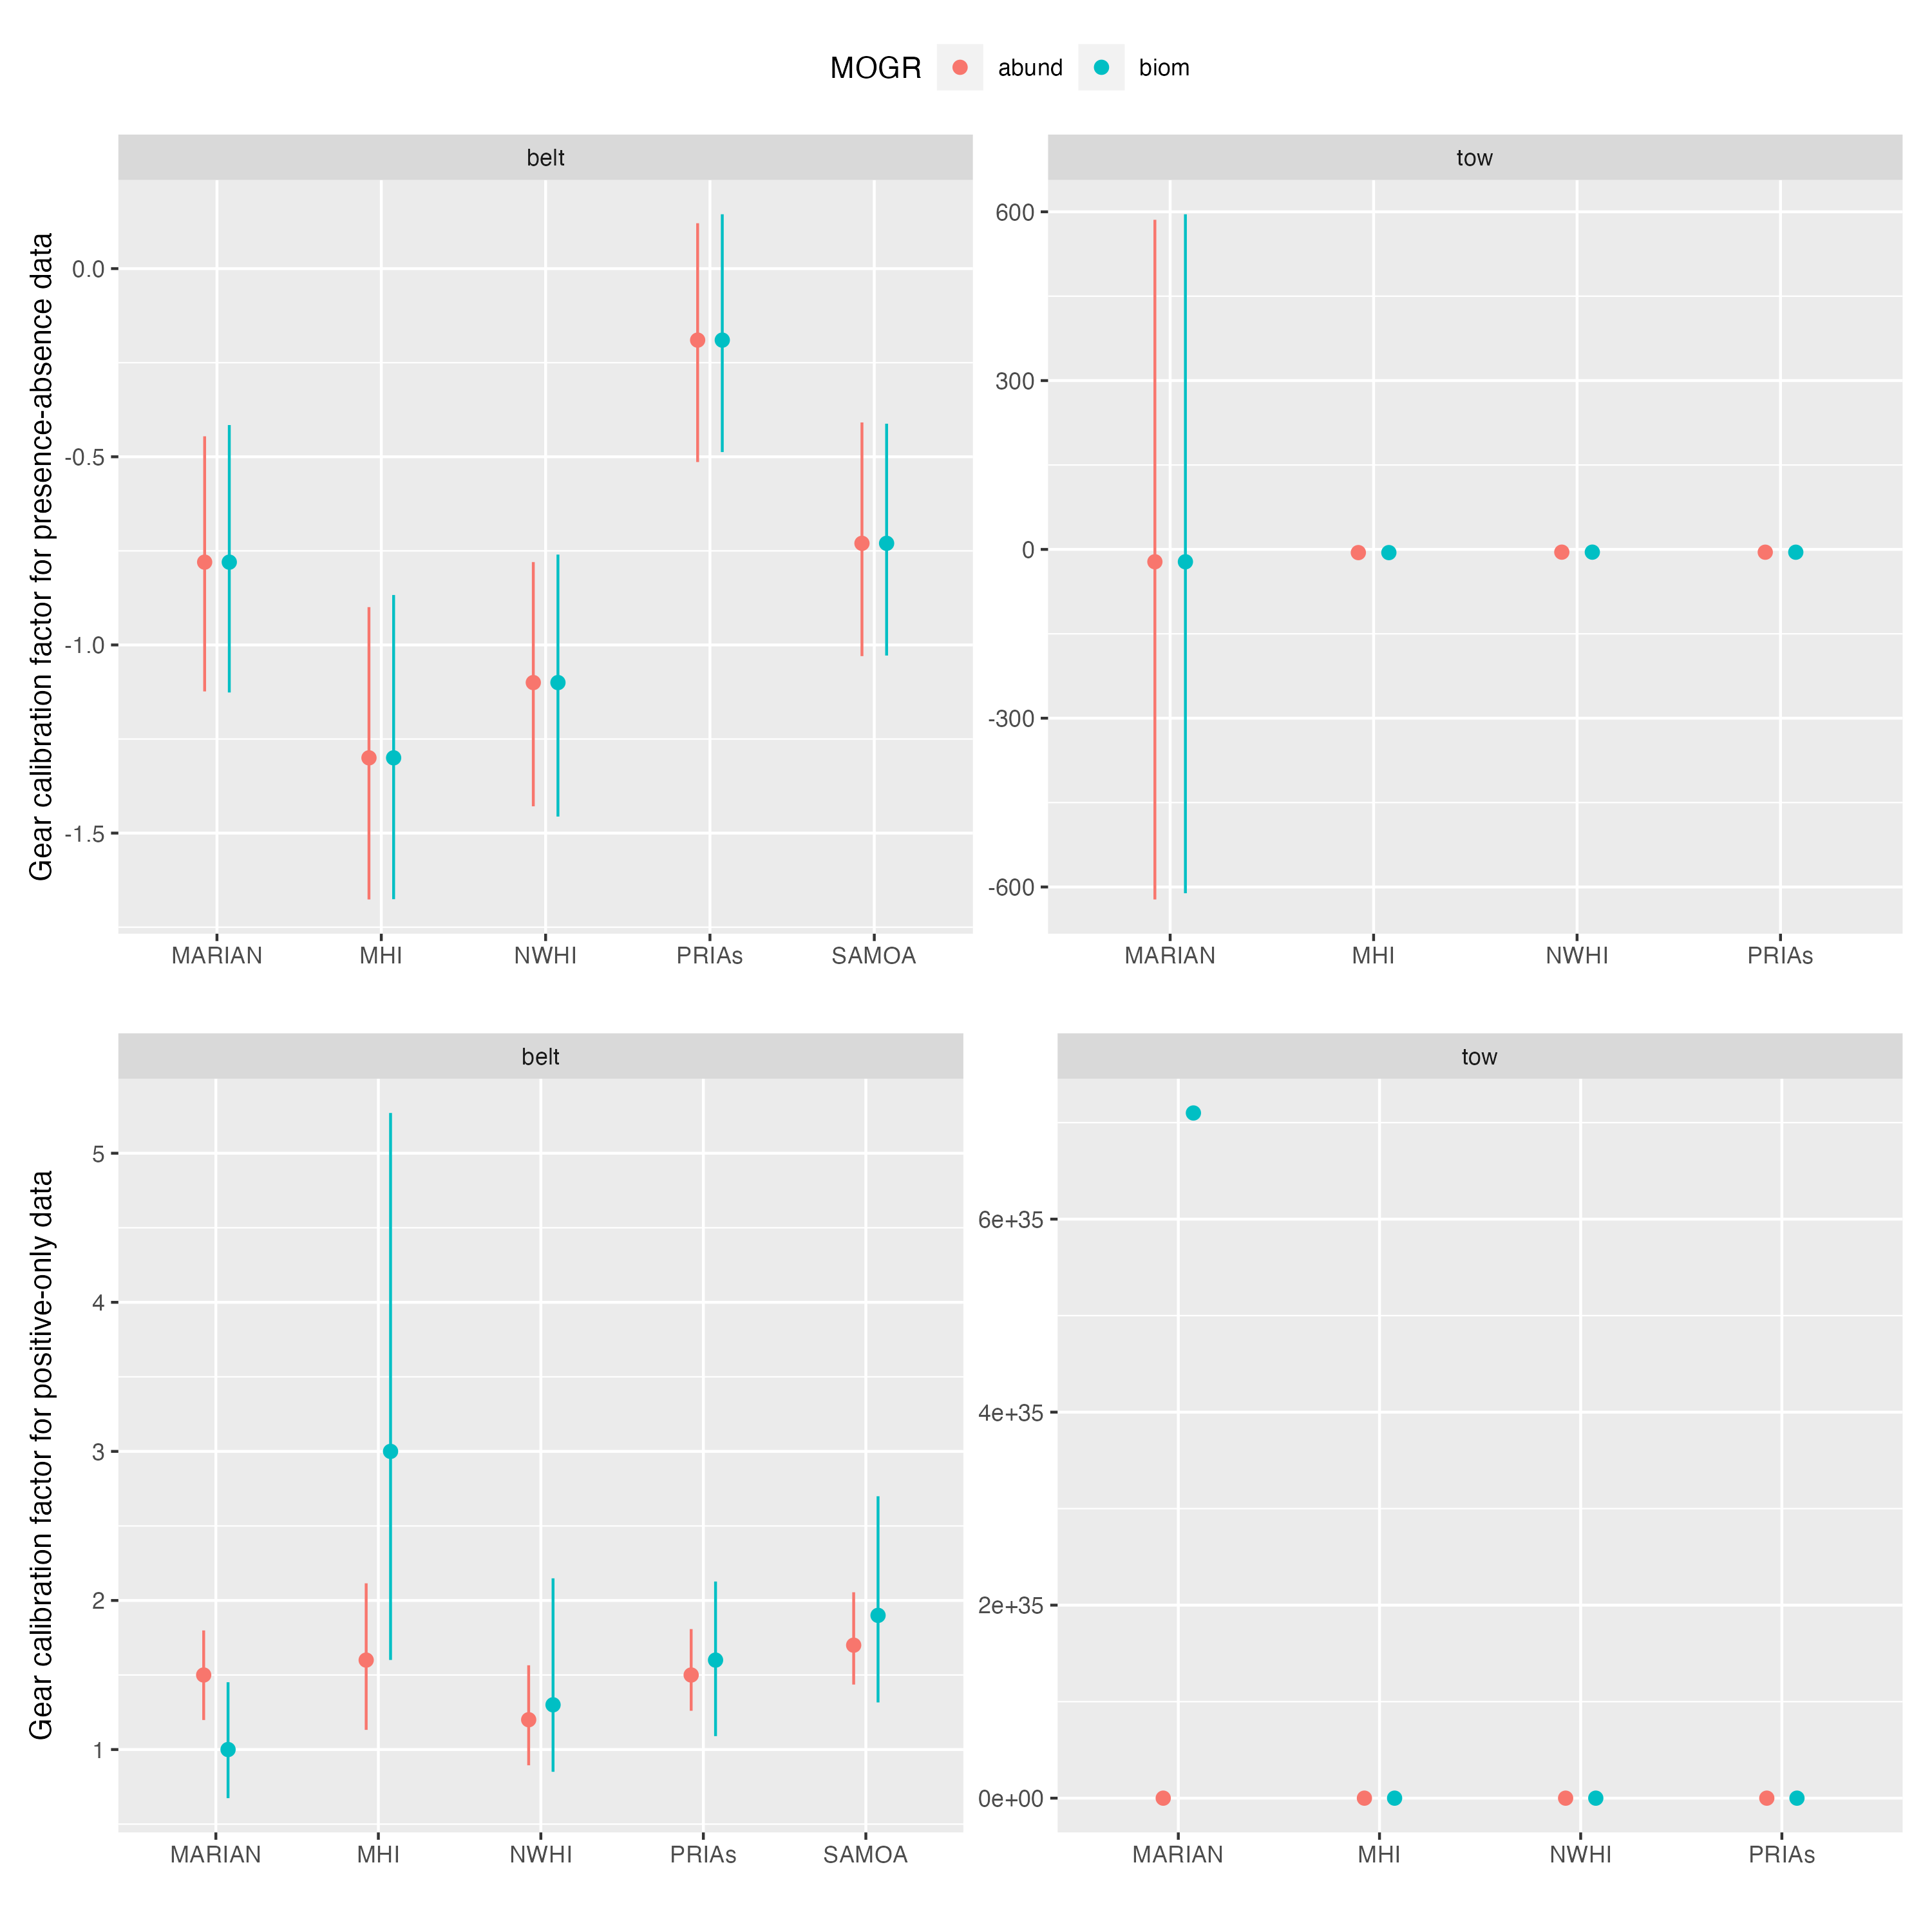 MOGR abund biom
belt
tow
Gear calibration factor for presence-absence data
0.0
-0.5
-1.0
-1.5
MARIAN MHI NWHI PRIAs SAMOA
600
300
0
-300
-600
MARIAN MHI NWHI PRIAs
belt
tow
Gear calibration factor for positive-only data
5
4
3
2
1
MARIAN MHI NWHI PRIAs SAMOA
6e+35
4e+35
2e+35
0e+00
MARIAN MHI NWHI PRIAs